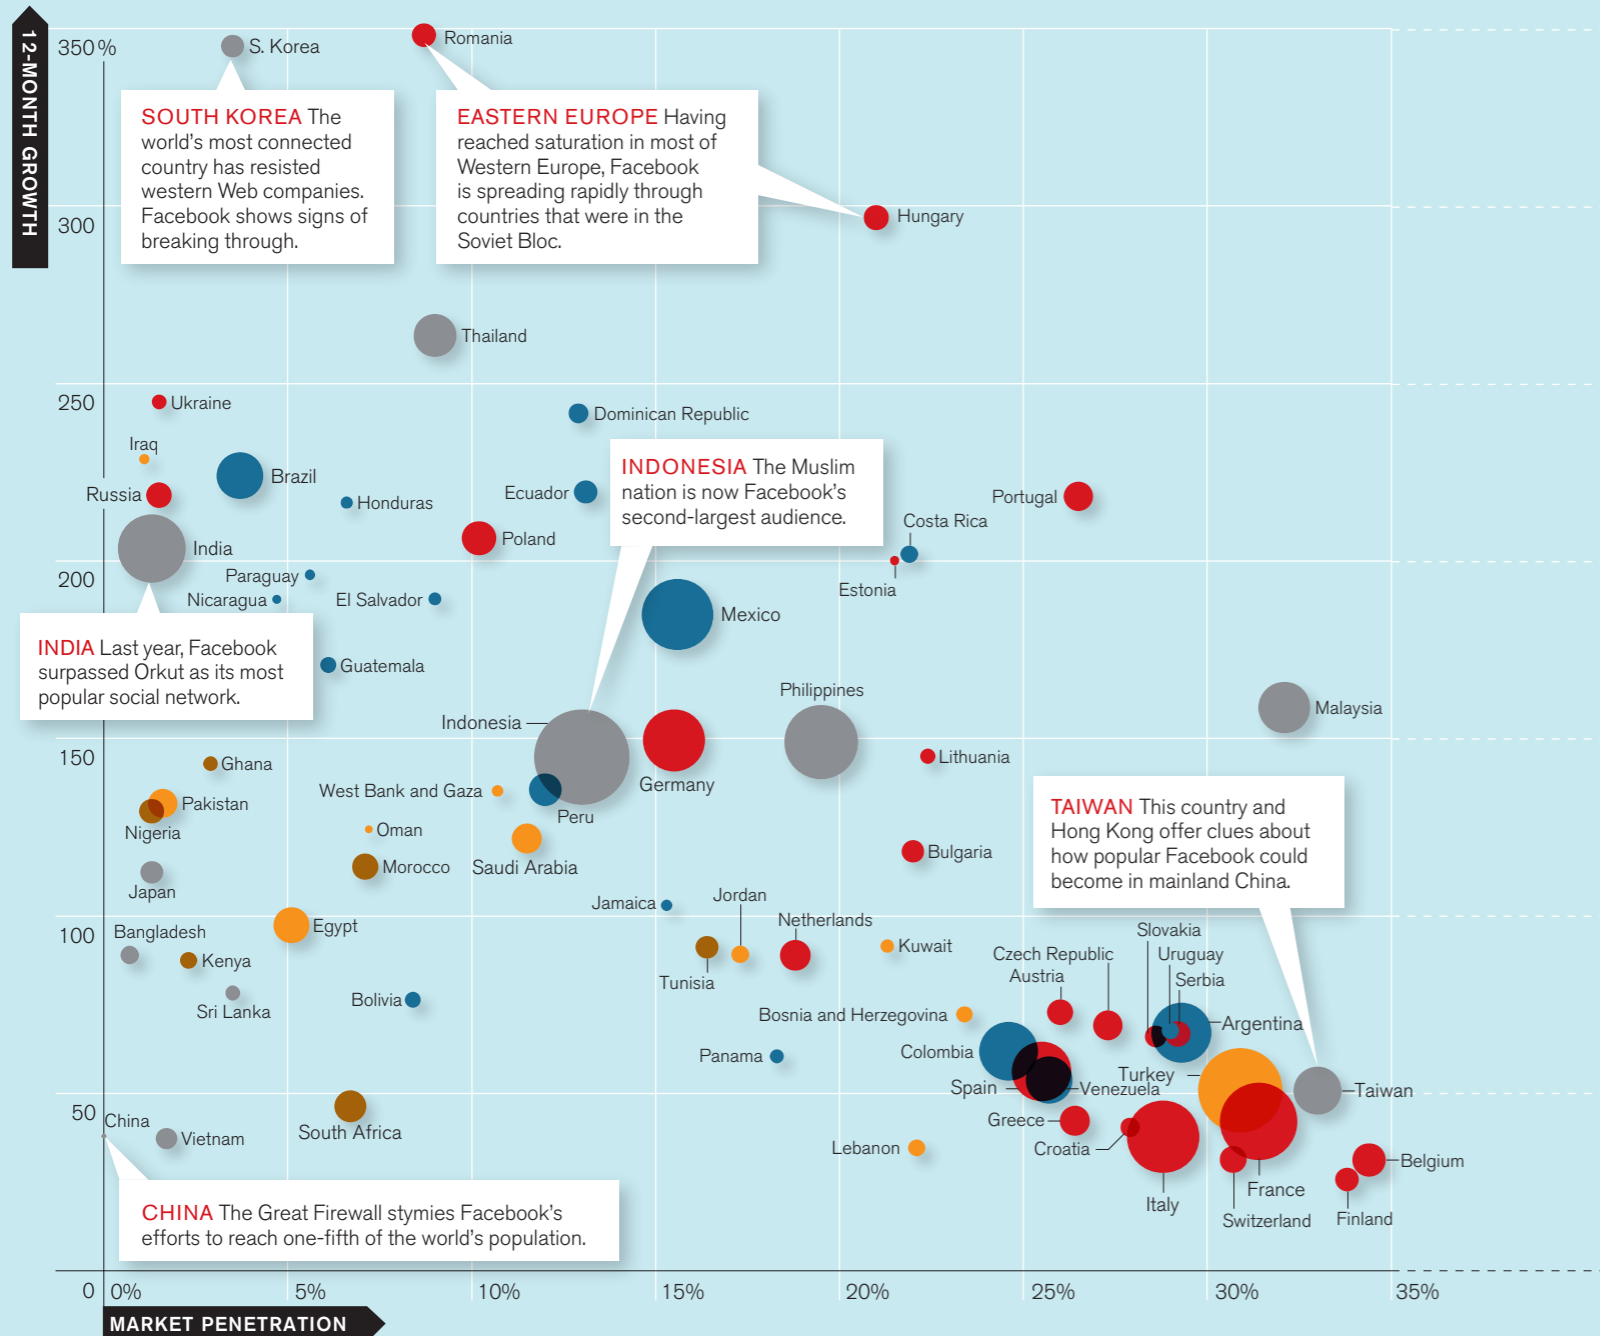 12-MONTH GROWTH
350%
300
250
200
150
100
50
0
S. Korea
Romania
SOUTH KOREA The
world's most connected
country has resisted
western Web companies.
Facebook shows signs of
breaking through.
EASTERN EUROPE Having
reached saturation in most of
Western Europe, Facebook
is spreading rapidly through
countries that were in the
Soviet Bloc.
Hungary
Thailand
Ukraine
Dominican Republic
Iraq
Brazil
Russia
Honduras
Ecuador
INDONESIA The Muslim
nation is now Facebook's
second-largest audience.
Portugal
Costa Rica
Poland
India
Estonia
Paraguay
Nicaragua
El Salvador
Mexico
INDIA Last year, Facebook
surpassed Orkut as its most
popular social network.
Guatemala
Philippines
Malaysia
Indonesia
Germany
Lithuania
Ghana
West Bank and Gaza
Peru
Pakistan
Nigeria
Oman
Saudi Arabia
Morocco
Japan
Bulgaria
TAIWAN This country and
Hong Kong offer clues about
how popular Facebook could
become in mainland China.
Jamaica
Jordan
Netherlands
Egypt
Bangladesh
Kenya
Tunisia
Kuwait
Slovakia
Czech Republic
Uruguay
Austria
Serbia
Sri Lanka
Bolivia
Bosnia and Herzegovina
Argentina
Panama
Colombia
Spain
Venezuela
Turkey
Taiwan
China
Vietnam
South Africa
Greece
Croatia
Lebanon
Italy
Switzerland
France
Belgium
Finland
CHINA The Great Firewall stymies Facebook's
efforts to reach one-fifth of the world's population.
0%
5%
10%
15%
20%
25%
30%
35%
MARKET PENETRATION